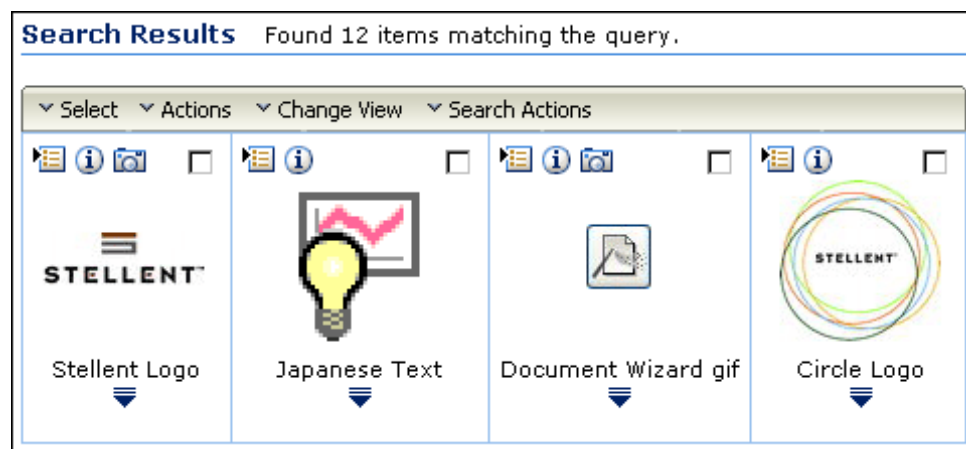 Search Results Found 12 items matching the query.
Select Actions Change View Search Actions
STELLENT™
STELLENT
Stellent Logo Japanese Text Document Wizard gif Circle Logo